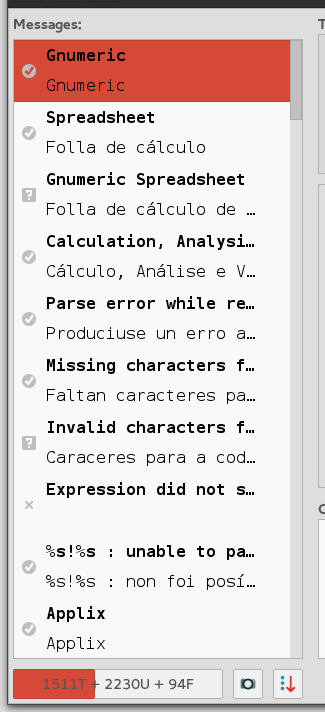 Messages:
Gnumeric
Gnumeric
Spreadsheet
Folla de cálculo
Gnumeric Spreadsheet
Folla de cálculo de …
Calculation, Analysi…
Cálculo, Análise e V…
Parse error while re…
Produciuse un erro a…
Missing characters f…
Faltan caracteres pa…
Invalid characters f…
Caraceres para a cod…
Expression did not s…
%s!%s : unable to pa…
%s!%s : non foi posí…
Applix
Applix
1511T + 2230U + 94F